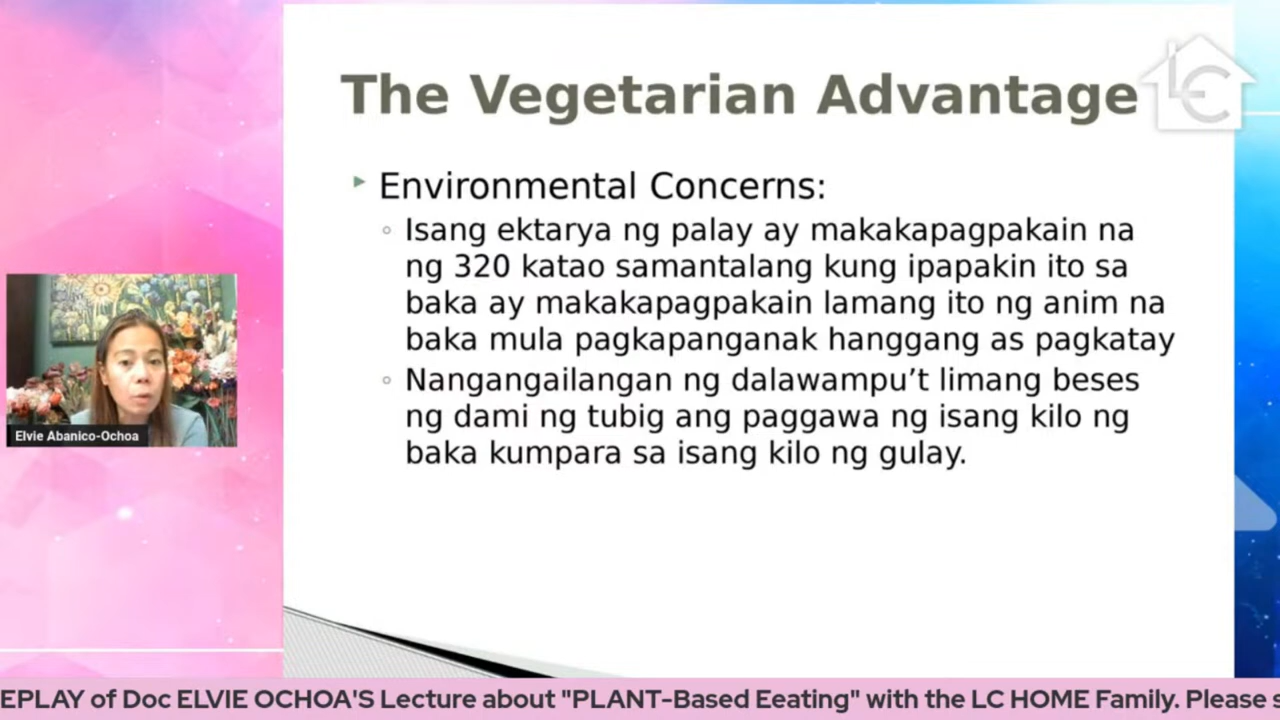 The Vegetarian Advantage
LC
Environmental Concerns:
Isang ektarya ng palay ay makakapagpakain na
ng 320 katao samantalang kung ipapakin ito sa
baka ay makakapagpakain lamang ito ng anim na
baka mula pagkapanganak hanggang as pagkatay
Nangangailangan ng dalawampu’t limang beses
ng dami ng tubig ang paggawa ng isang kilo ng
baka kumpara sa isang kilo ng gulay.
Elvie Abanico-Ochoa
EPLAY of Doc ELVIE OCHOA'S Lecture about "PLANT-Based Eeating" with the LC HOME Family. Please s